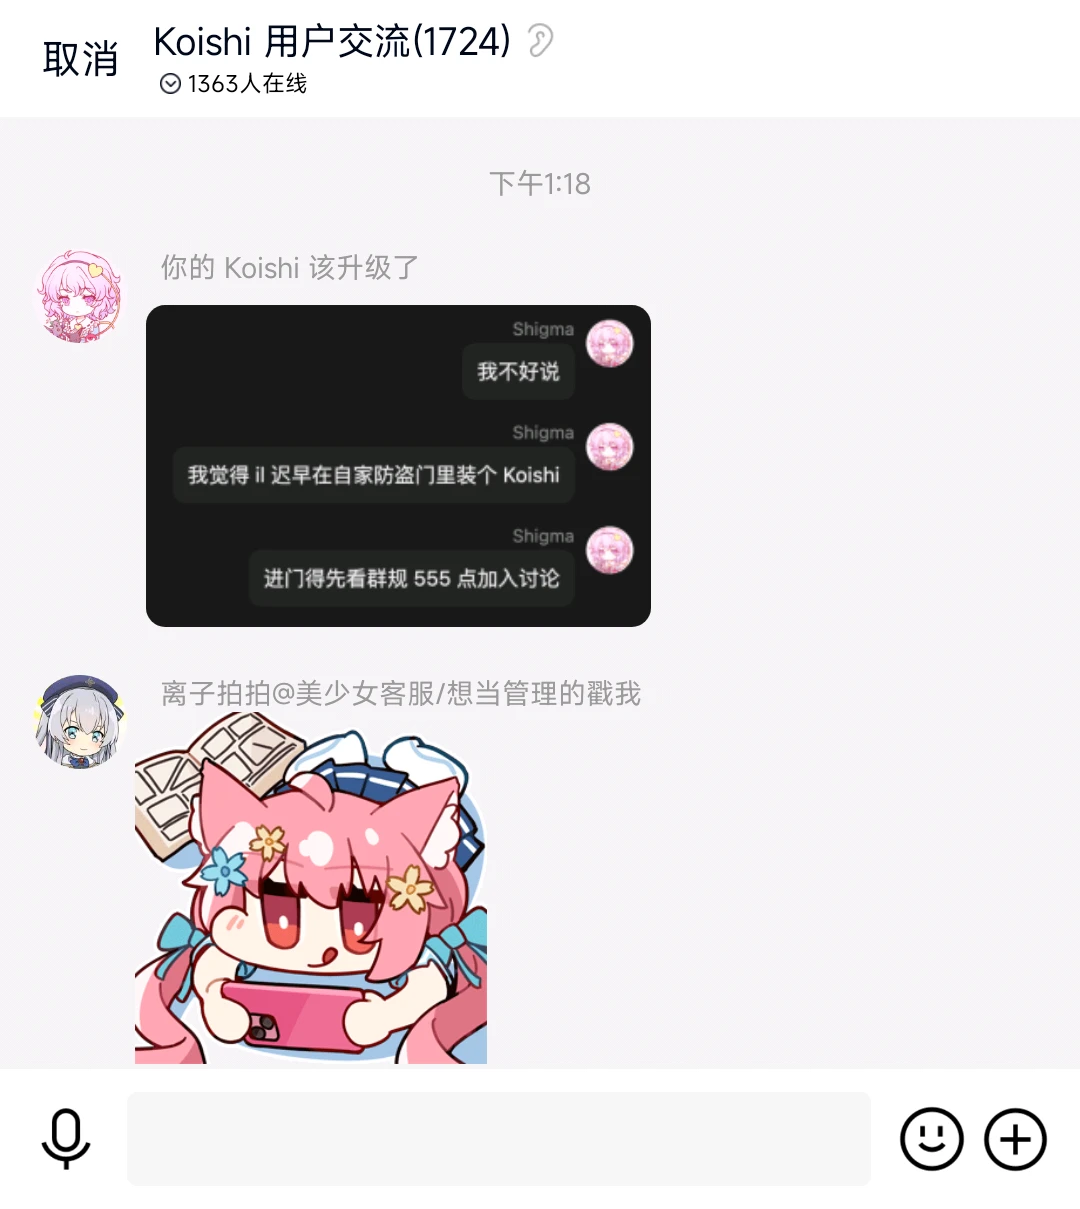 取消
Koishi 用户交流(1724)
1363人在线
下午1:18
你的 Koishi 该升级了
Shigma
我不好说
Shigma
我觉得 il 迟早在自家防盗门里装个 Koishi
Shigma
进门得先看群规 555 点加入讨论
离子拍拍@美少女客服/想当管理的戳我